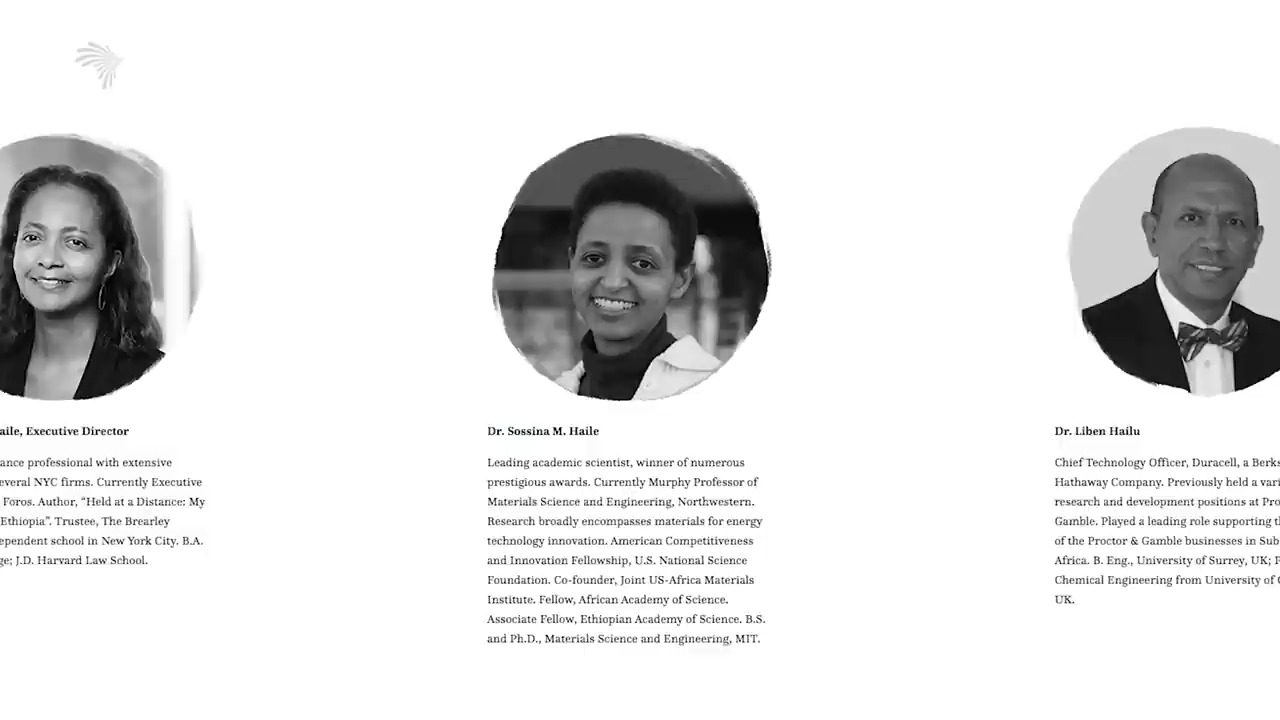 aile, Executive Director
ance professional with extensive
everal NYC firms. Currently Executive
Foros. Author, “Held at a Distance: My
Ethiopia”. Trustee, The Brearley
ependent school in New York City. B.A.
ge; J.D. Harvard Law School.
Dr. Sossina M. Haile
Leading academic scientist, winner of numerous
prestigious awards. Currently Murphy Professor of
Materials Science and Engineering, Northwestern.
Research broadly encompasses materials for energy
technology innovation. American Competitiveness
and Innovation Fellowship, U.S. National Science
Foundation. Co-founder, Joint US-Africa Materials
Institute. Fellow, African Academy of Science.
Associate Fellow, Ethiopian Academy of Science. B.S.
and Ph.D., Materials Science and Engineering, MIT.
Dr. Liben Hailu
Chief Technology Officer, Duracell, a Berks
Hathaway Company. Previously held a vari
research and development positions at Pro
Gamble. Played a leading role supporting t
of the Proctor & Gamble businesses in Sub
Africa. B. Eng., University of Surrey, UK;
Chemical Engineering from University of
UK.